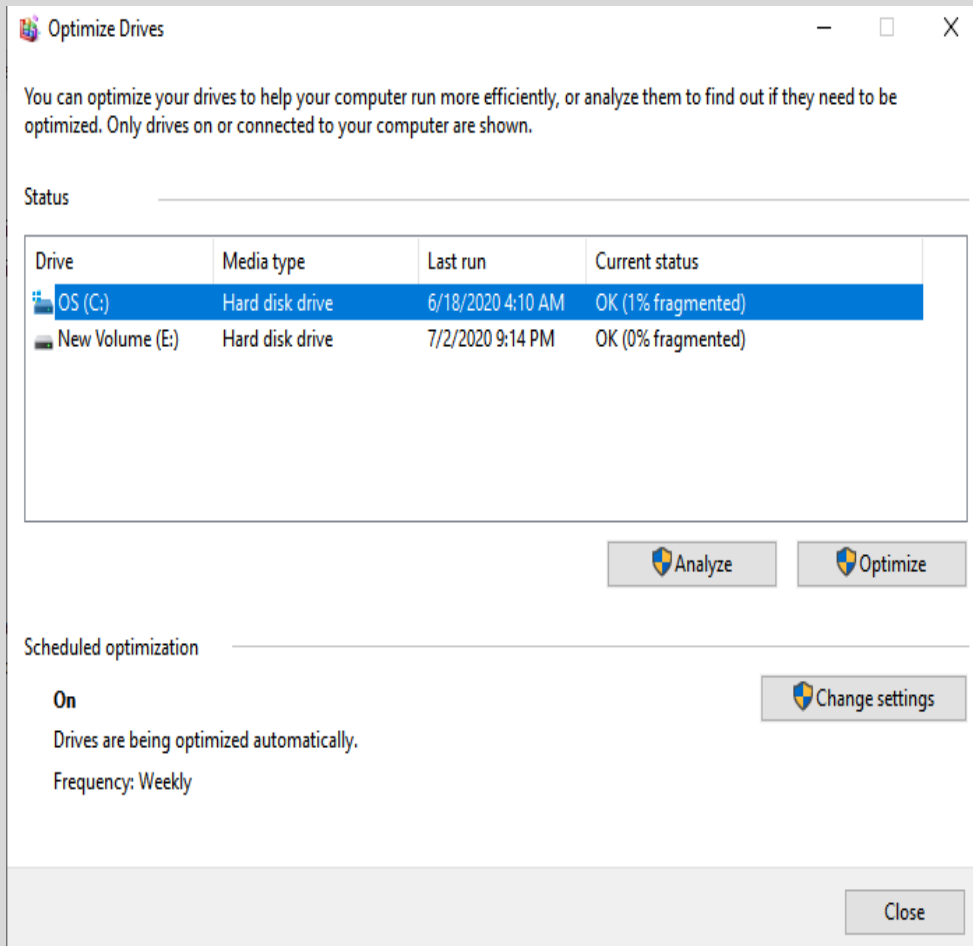 Optimize Drives
You can optimize your drives to help your computer run more efficiently, or analyze them to find out if they need to be
optimized. Only drives on or connected to your computer are shown.
Status
Drive Media type Last run Current status
OS (C:) Hard disk drive 6/18/2020 4:10 AM OK (1% fragmented)
New Volume (E:) Hard disk drive 7/2/2020 9:14 PM OK (0% fragmented)
Analyze Optimize
Scheduled optimization
On
Change settings
Drives are being optimized automatically.
Frequency: Weekly
Close